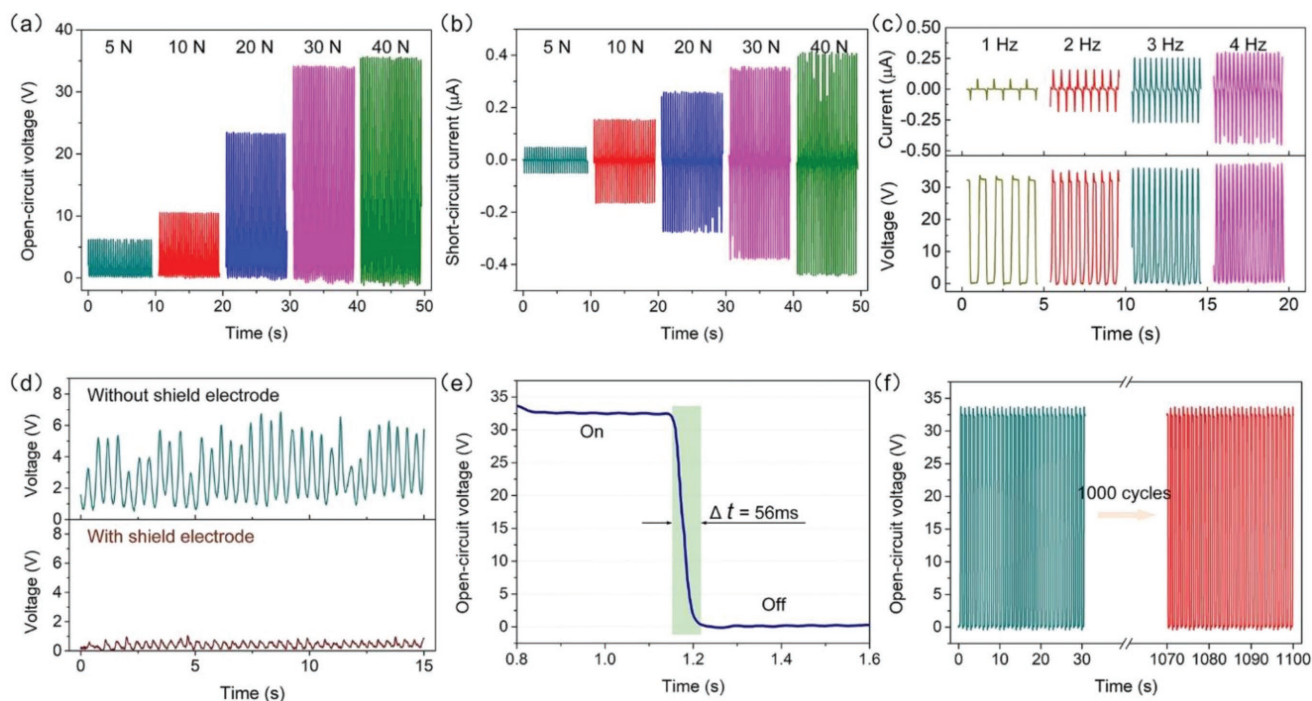 (a)
40
30
20
10
0
Open-circuit voltage (V)
5 N 10 N 20 N 30 N 40 N
0 10 20 30 40 50
Time (s)
(b)
0.4
0.2
0.0
-0.2
-0.4
Short-circuit current (μA)
5 N 10 N 20 N 30 N 40 N
0 10 20 30 40 50
Time (s)
(c)
0.50
0.25
0.00
-0.25
-0.50
Current (μA)
1 Hz 2 Hz 3 Hz 4 Hz
30
20
10
0
Voltage (V)
0 5 10 15 20
Time (s)
(d)
8
6
4
2
0
Voltage (V)
Without shield electrode
8
6
4
2
0
Voltage (V)
With shield electrode
0 5 10 15
Time (s)
(e)
35
30
25
20
15
10
5
0
Open-circuit voltage (V)
On
Δ t = 56ms
Off
0.8 1.0 1.2 1.4 1.6
Time (s)
(f)
35
30
25
20
15
10
5
0
Open-circuit voltage (V)
1000 cycles
0 10 20 30 1070 1080 1090 1100
Time (s)